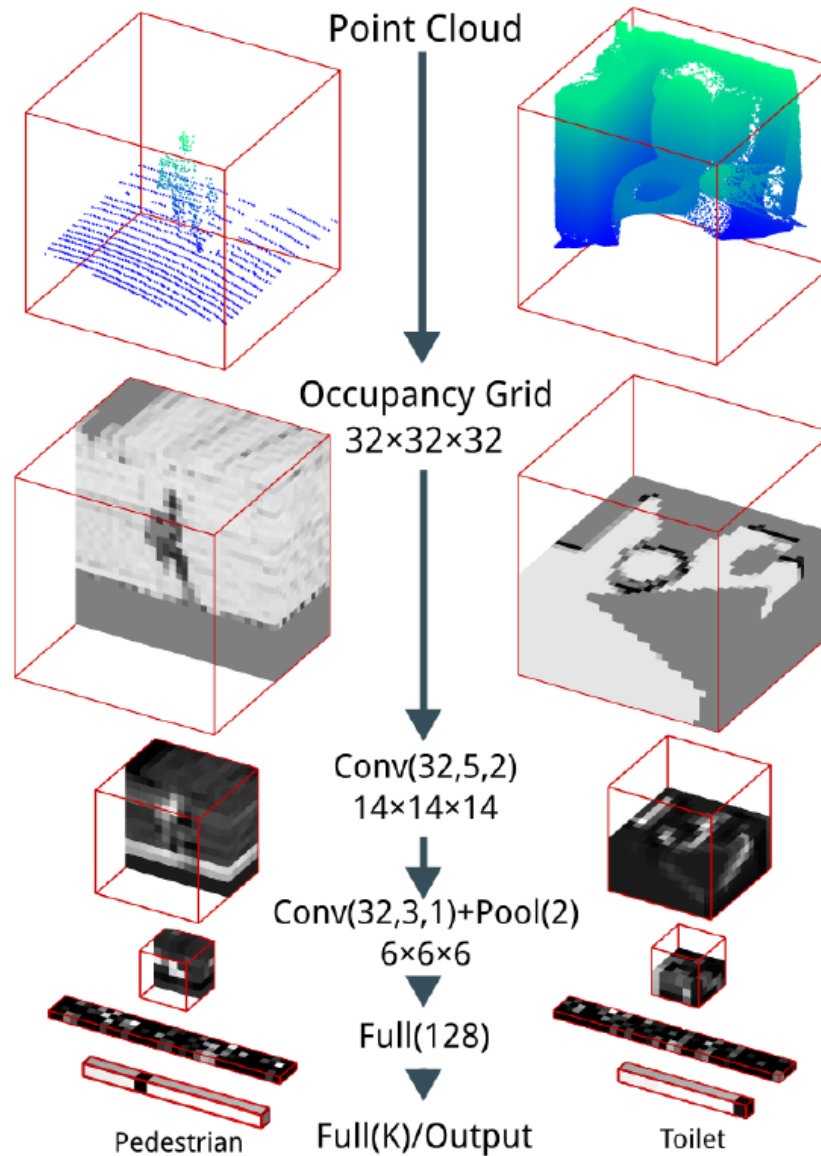 Point Cloud
Occupancy Grid
32×32×32
Conv(32,5,2)
14×14×14
Conv(32,3,1)+Pool(2)
6×6×6
Full(128)
Pedestrian
Full(K)/Output
Toilet